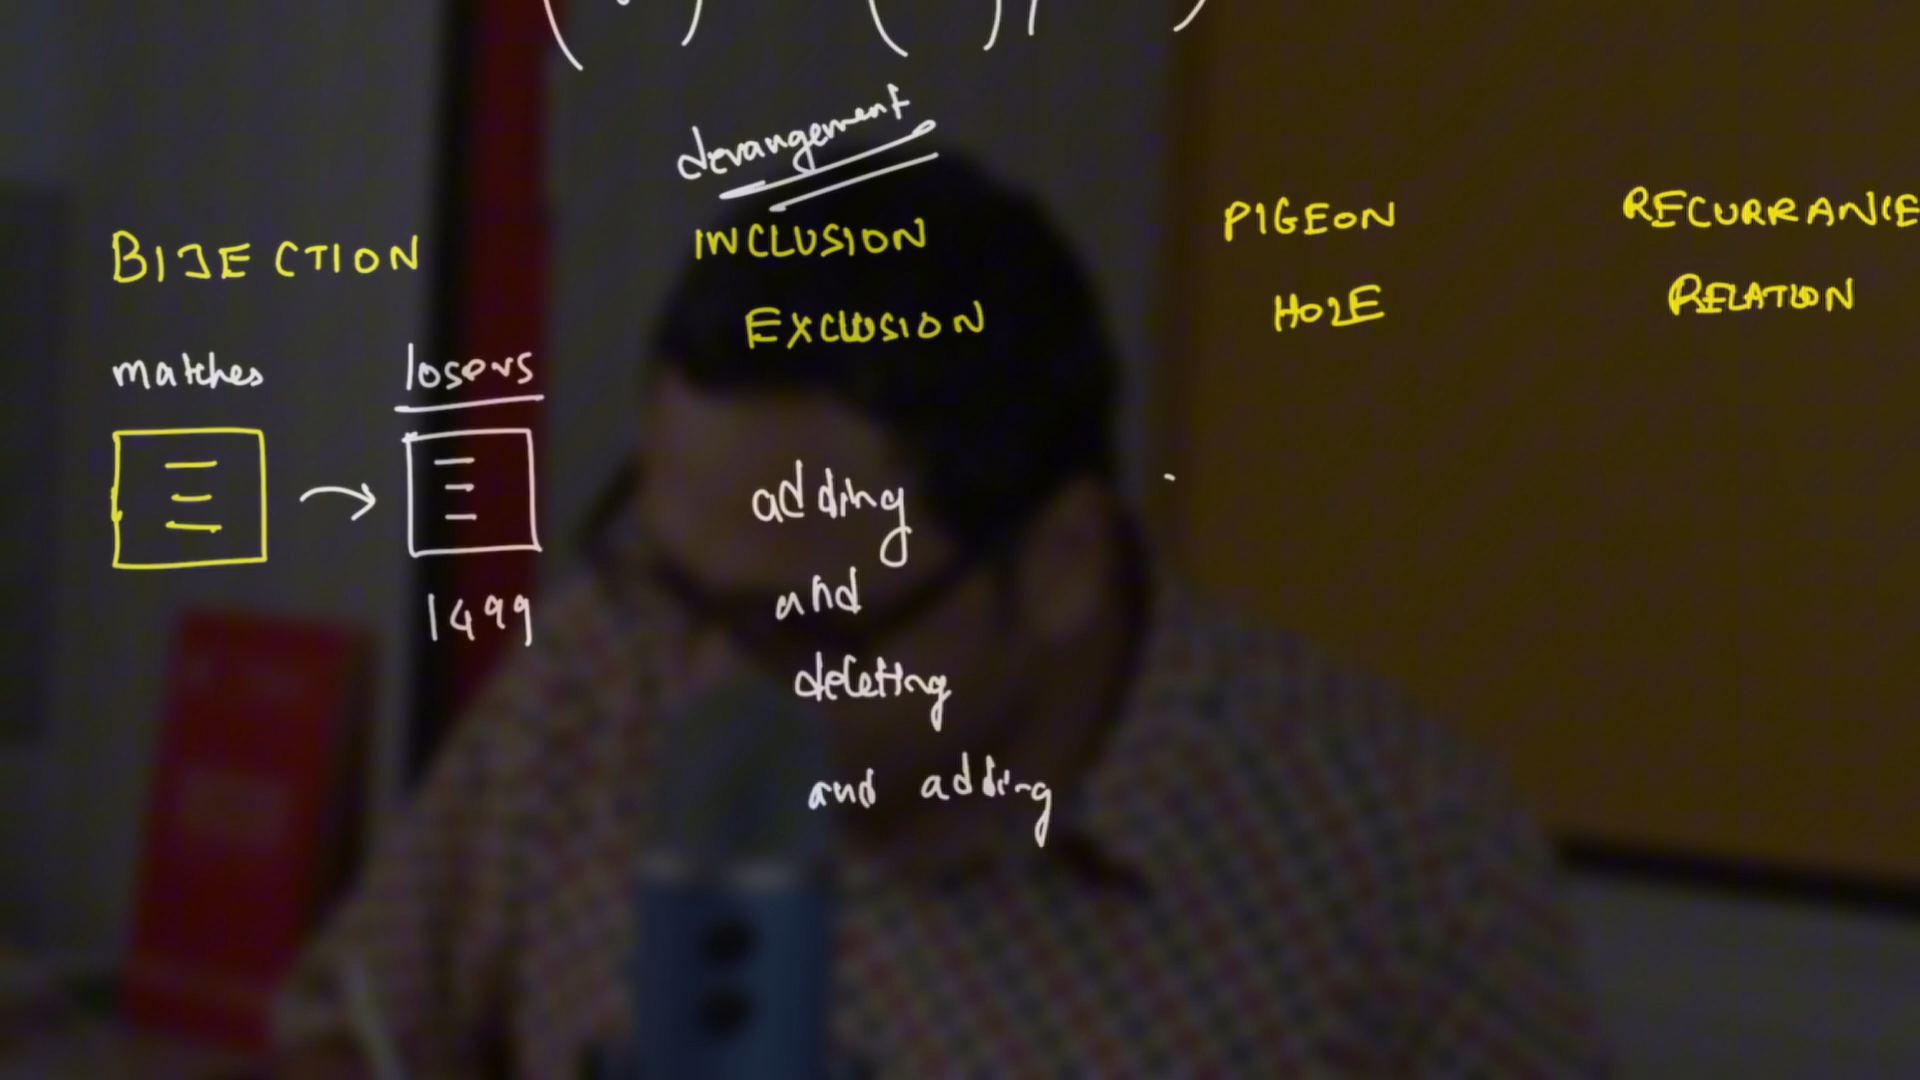 derangement
BIJECTION
INCLUSION
EXCLUSION
PIGEON
HOLE
RECURRANCE
RELATION
matches
losers
1499
adding
and
deleting
and adding